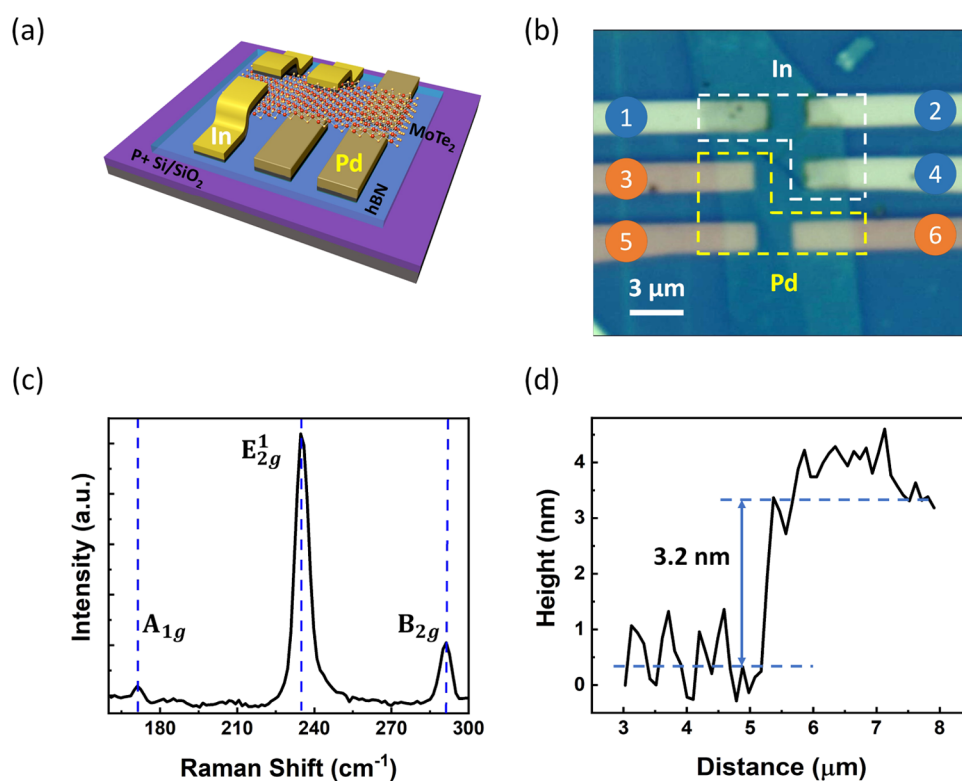 (a)
In
Pd
MoTe₂
hBN
P+ Si/SiO₂
(b)
In
1
2
3
4
5
6
Pd
3 μm
(c)
Intensity (a.u.)
A₁g
E¹₂g
B₂g
180 210 240 270 300
Raman Shift (cm⁻¹)
(d)
Height (nm)
4
3
2
1
0
3.2 nm
3 4 5 6 7 8
Distance (μm)